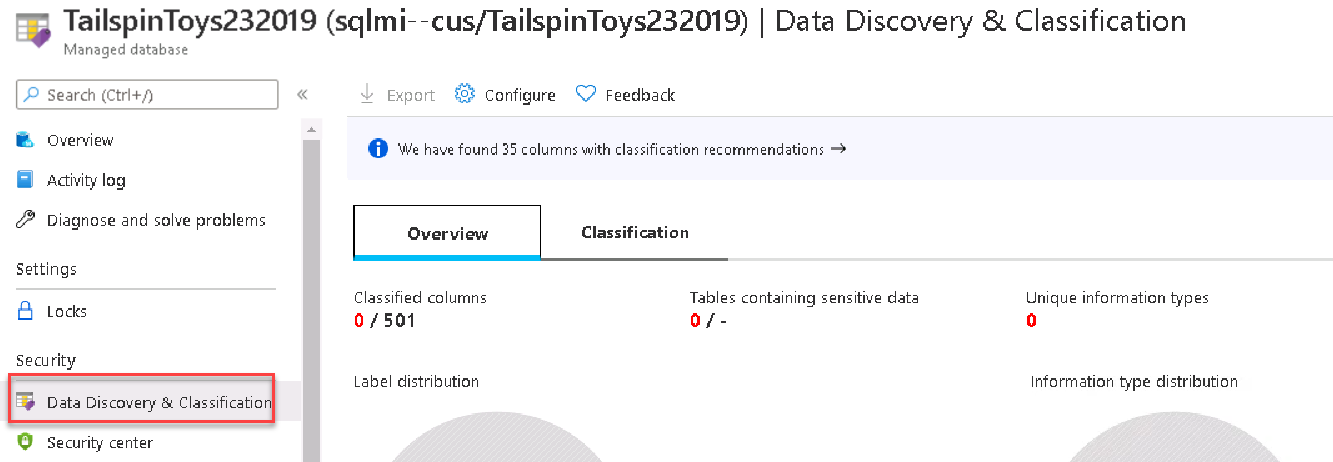 TailspinToys232019 (sqlmi--cus/TailspinToys232019) | Data Discovery & Classification
Managed database
Search (Ctrl+/)
«
Export Configure Feedback
We have found 35 columns with classification recommendations →
Overview
Activity log
Diagnose and solve problems
Settings
Locks
Security
Data Discovery & Classification
Security center
Overview Classification
Classified columns Tables containing sensitive data Unique information types
0 / 501 0 / - 0
Label distribution Information type distribution